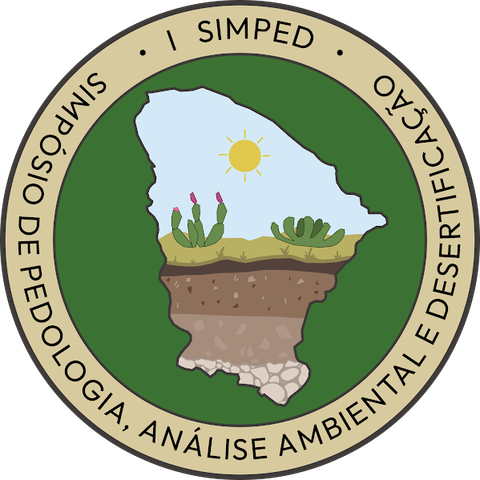 • I SIMPED •
SIMPÓSIO DE PEDOLOGIA, ANÁLISE AMBIENTAL E DESERTIFICAÇÃO